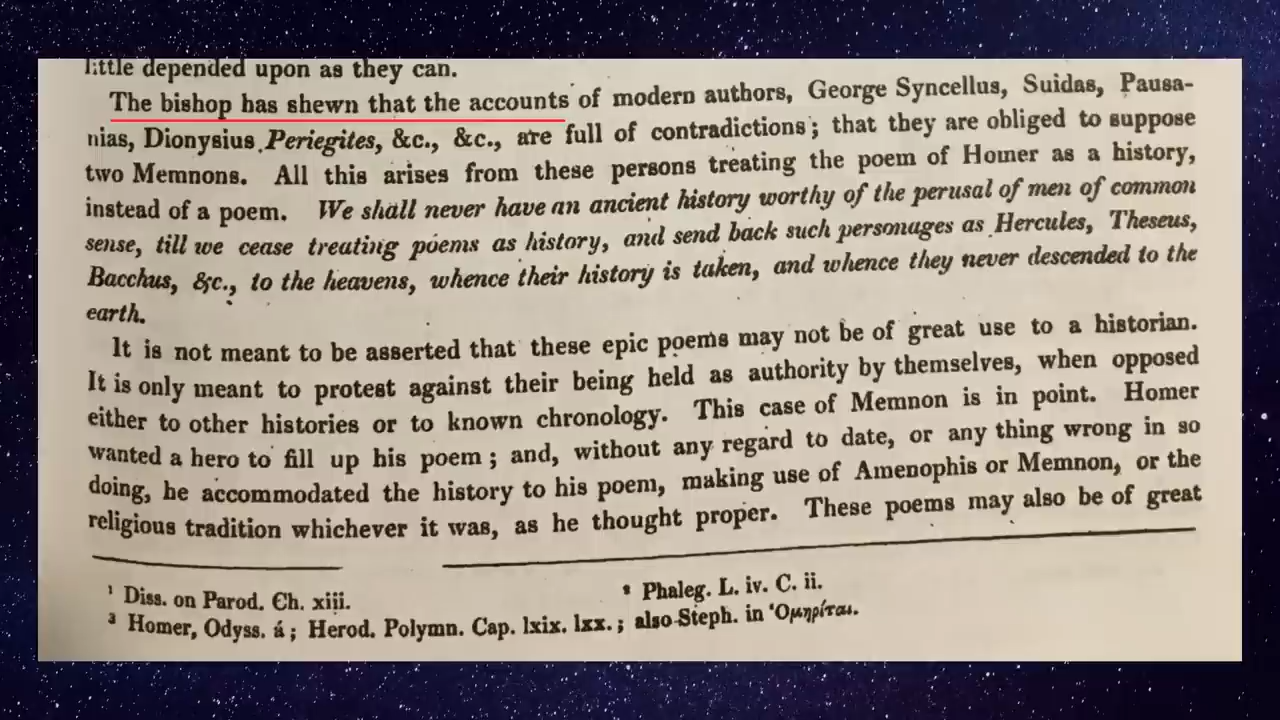 little depended upon as they can.
The bishop has shewn that the accounts of modern authors, George Syncellus, Suidas, Pausa-
nias, Dionysius Periegites, &c., &c., are full of contradictions; that they are obliged to suppose
two Memnons. All this arises from these persons treating the poem of Homer as a history,
instead of a poem. We shall never have an ancient history worthy of the perusal of men of common
sense, till we cease treating poems as history, and send back such personages as Hercules, Theseus,
Bacchus, &c., to the heavens, whence their history is taken, and whence they never descended to the
earth.
It is not meant to be asserted that these epic poems may not be of great use to a historian.
It is only meant to protest against their being held as authority by themselves, when opposed
either to other histories or to known chronology. This case of Memnon is in point. Homer
wanted a hero to fill up his poem; and, without any regard to date, or any thing wrong in so
doing, he accommodated the history to his poem, making use of Amenophis or Memnon, or the
religious tradition whichever it was, as he thought proper. These poems may also be of great
¹ Diss. on Parod. Ch. xiii. ² Phaleg. L. iv. C. ii.
³ Homer, Odyss. á; Herod. Polymn. Cap. lxix. lxx.; also Steph. in Ὁμηρίται.